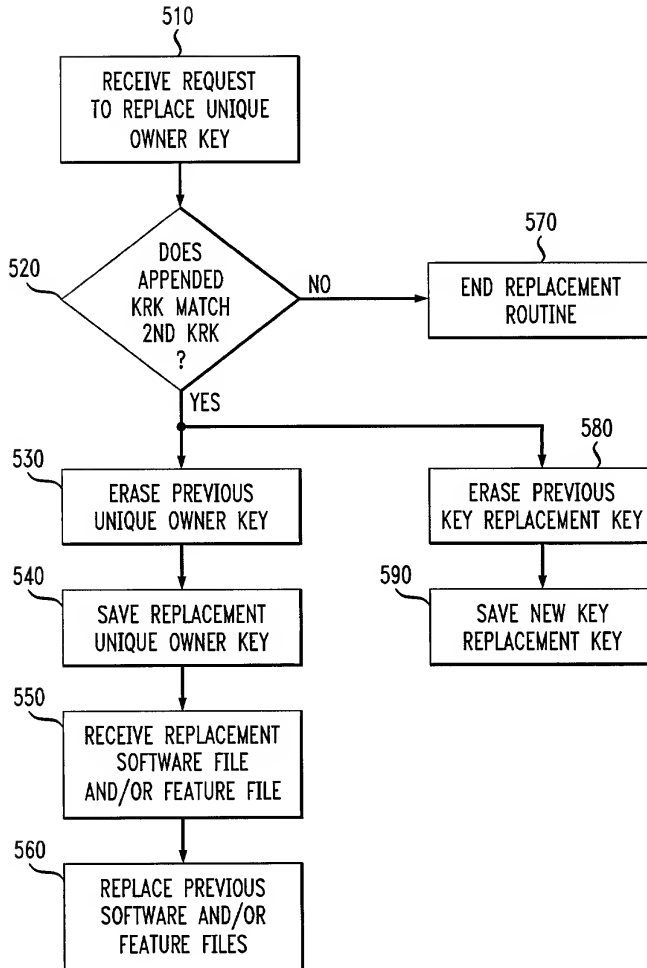 510
RECEIVE REQUEST
TO REPLACE UNIQUE
OWNER KEY
520
DOES
APPENDED
KRK MATCH
2ND KRK
?
NO
570
END REPLACEMENT
ROUTINE
YES
530
ERASE PREVIOUS
UNIQUE OWNER KEY
580
ERASE PREVIOUS
KEY REPLACEMENT KEY
540
SAVE REPLACEMENT
UNIQUE OWNER KEY
590
SAVE NEW KEY
REPLACEMENT KEY
550
RECEIVE REPLACEMENT
SOFTWARE FILE
AND/OR FEATURE FILE
560
REPLACE PREVIOUS
SOFTWARE AND/OR
FEATURE FILES